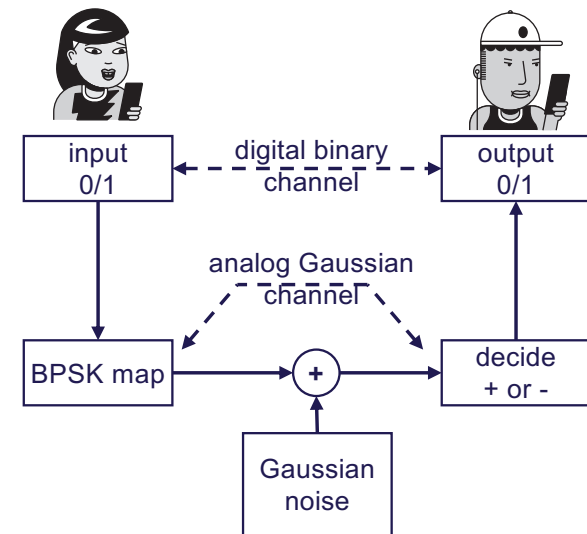 input
0/1
digital binary
channel
output
0/1
analog Gaussian
channel
BPSK map
+
decide
+ or -
Gaussian
noise